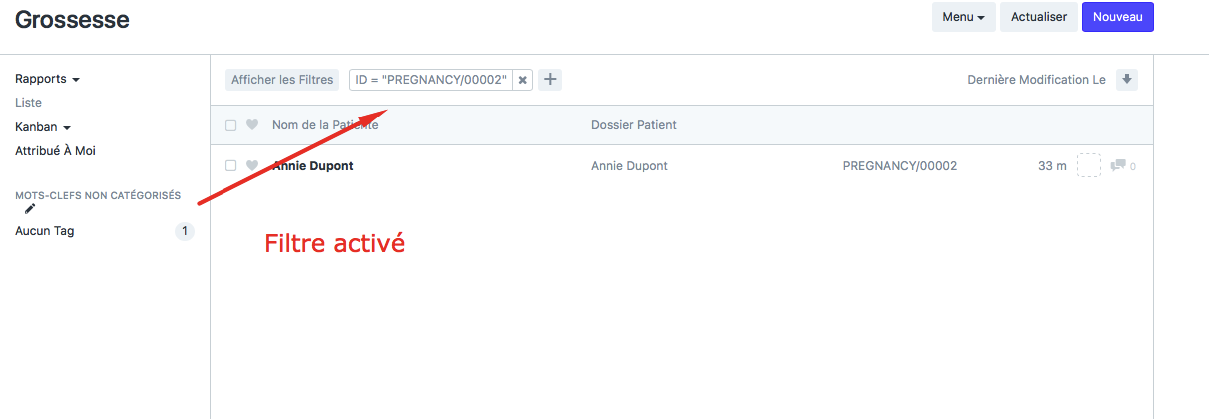 Grossesse
Menu
Actualiser
Nouveau
Rapports
Liste
Kanban
Attribué À Moi
MOTS-CLEFS NON CATÉGORISÉS
Aucun Tag 1
Afficher les Filtres ID = "PREGNANCY/00002" Dernière Modification Le
Nom de la Patiente Dossier Patient
Annie Dupont Annie Dupont PREGNANCY/00002 33 m 0
Filtre activé